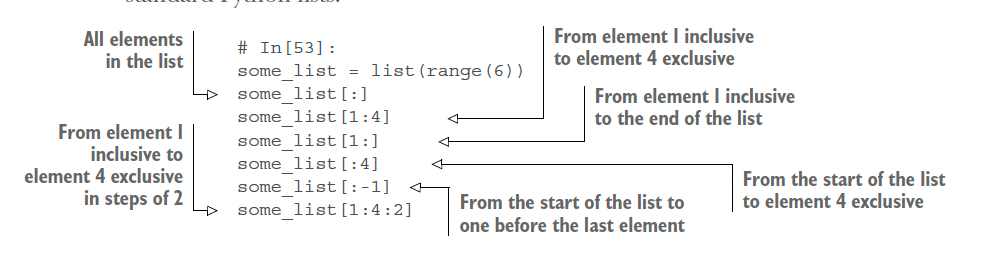 standard Python lists.
All elements
in the list
# In[53]:
some_list = list(range(6))
some_list[:]
some_list[1:4]
some_list[1:]
some_list[:4]
some_list[:-1]
some_list[1:4:2]
From element 1 inclusive
to element 4 exclusive
From element 1 inclusive
to the end of the list
From element 1
inclusive to
element 4 exclusive
in steps of 2
From the start of the list
to element 4 exclusive
From the start of the list to
one before the last element